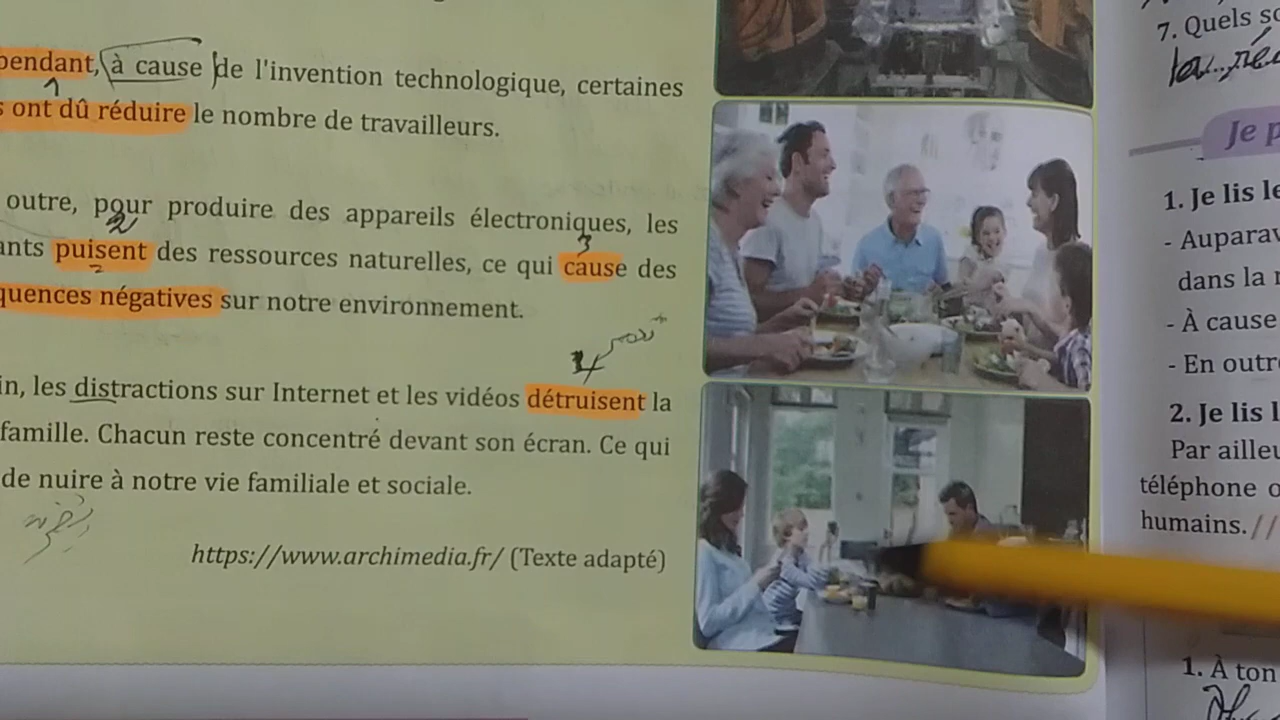 pendant, à cause de l'invention technologique, certaines
s ont dû réduire le nombre de travailleurs.
outre, pour produire des appareils électroniques, les
ants puisent des ressources naturelles, ce qui cause des
quences négatives sur notre environnement.
in, les distractions sur Internet et les vidéos détruisent la
famille. Chacun reste concentré devant son écran. Ce qui
de nuire à notre vie familiale et sociale.
https://www.archimedia.fr/ (Texte adapté)
7. Quels so
Je p
1. Je lis le
- Auparav
dans la
- À cause
- En outr
2. Je lis l
Par ailleu
téléphone o
humains. //
1. À ton